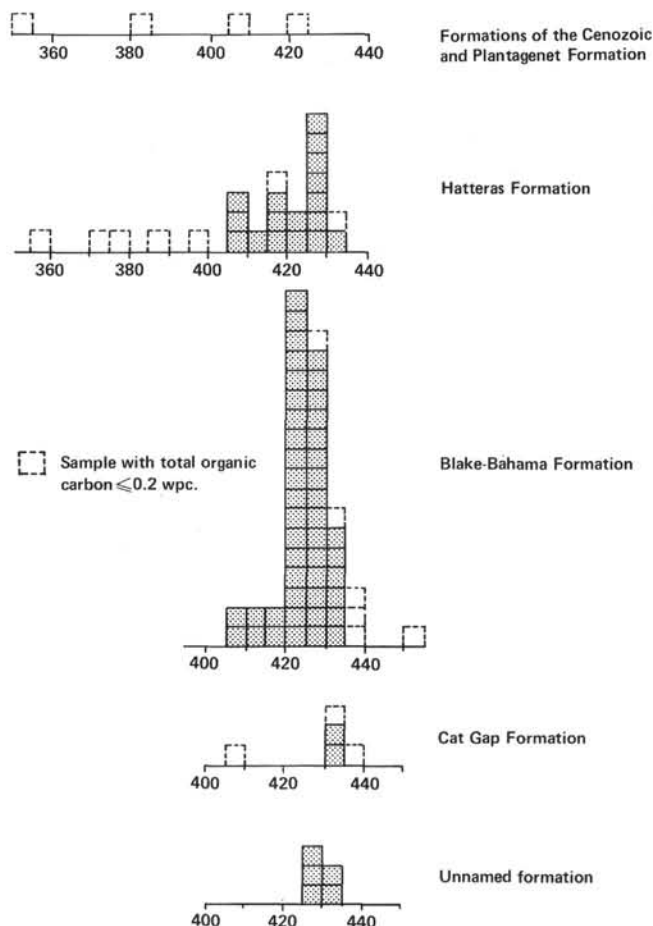 Formations of the Cenozoic
and Plantagenet Formation
360 380 400 420 440
Hatteras Formation
360 380 400 420 440
Sample with total organic
carbon ⩽0.2 wpc.
Blake-Bahama Formation
400 420 440
Cat Gap Formation
400 420 440
Unnamed formation
400 420 440